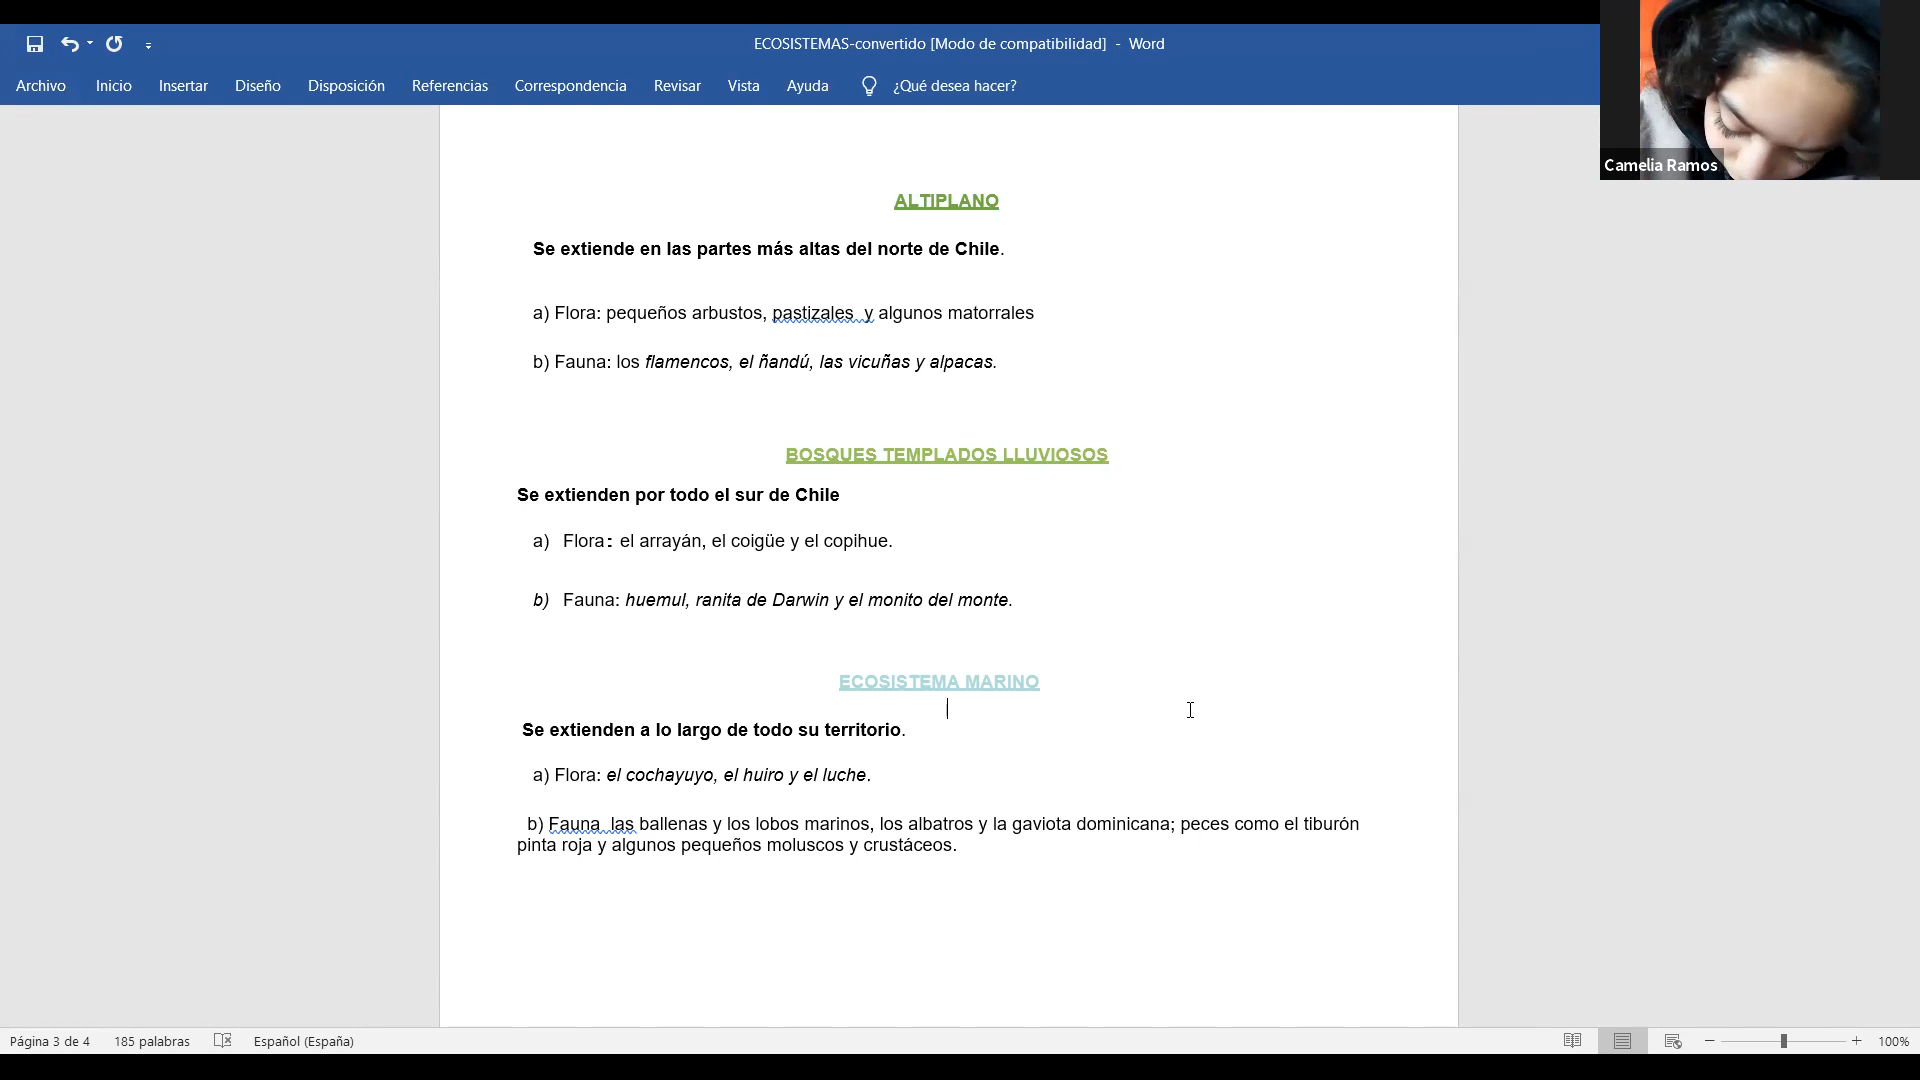 ECOSISTEMAS-convertido [Modo de compatibilidad] - Word
Archivo Inicio Insertar Diseño Disposición Referencias Correspondencia Revisar Vista Ayuda ¿Qué desea hacer?
Camelia Ramos
ALTIPLANO
Se extiende en las partes más altas del norte de Chile.
a) Flora: pequeños arbustos, pastizales y algunos matorrales
b) Fauna: los flamencos, el ñandú, las vicuñas y alpacas.
BOSQUES TEMPLADOS LLUVIOSOS
Se extienden por todo el sur de Chile
a) Flora: el arrayán, el coigüe y el copihue.
b) Fauna: huemul, ranita de Darwin y el monito del monte.
ECOSISTEMA MARINO
Se extienden a lo largo de todo su territorio.
a) Flora: el cochayuyo, el huiro y el luche.
b) Fauna las ballenas y los lobos marinos, los albatros y la gaviota dominicana; peces como el tiburón
pinta roja y algunos pequeños moluscos y crustáceos.
Página 3 de 4 185 palabras Español (España) 100%